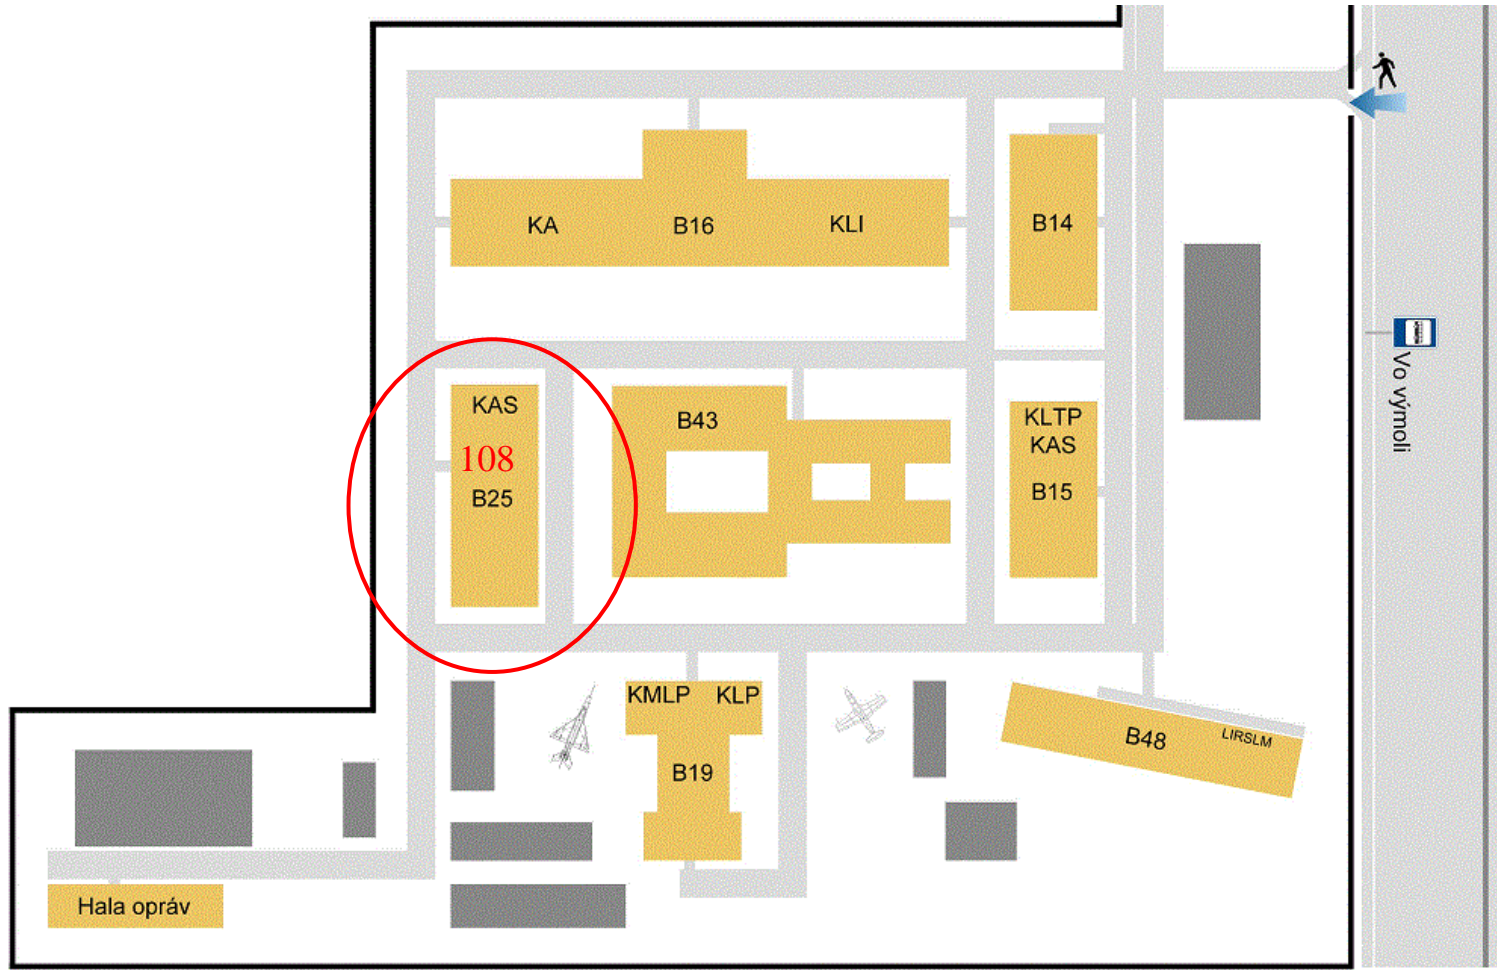 KA
B16
KLI
B14
Vo výmoli
KAS
108
B25
B43
KLTP
KAS
B15
KMLP
KLP
B19
B48
LIRSLM
Hala opráv